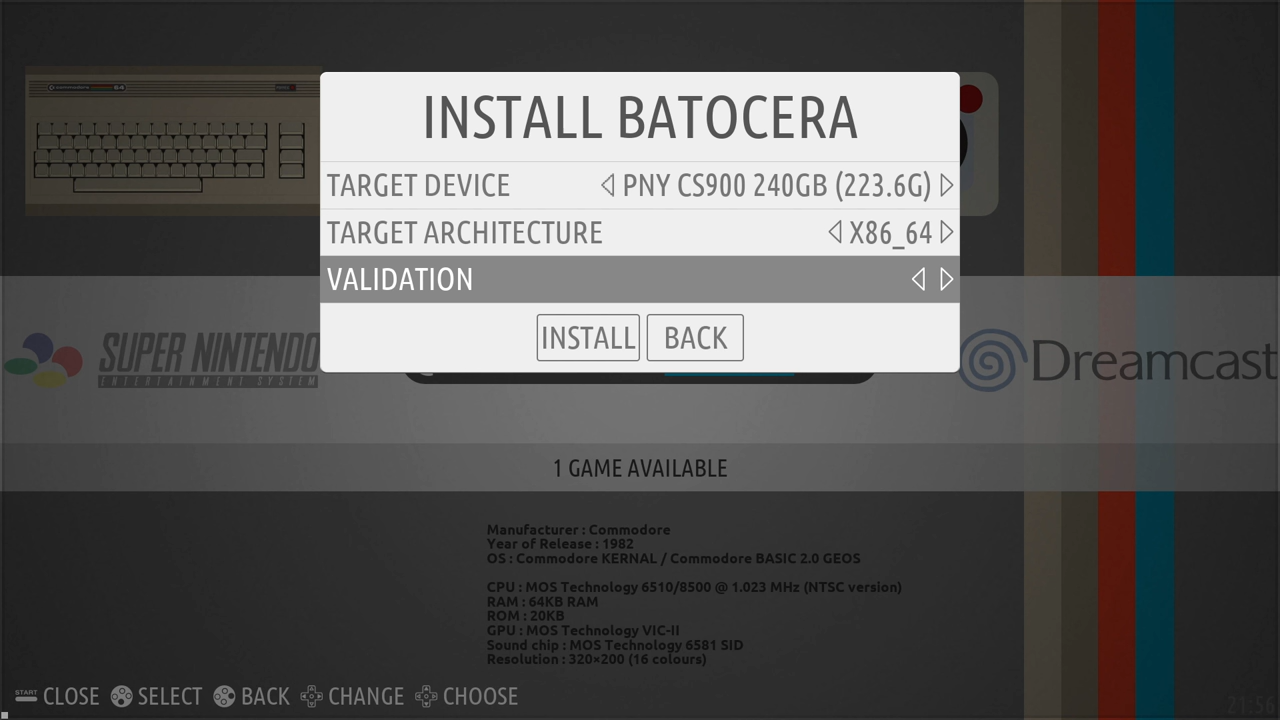 INSTALL BATOCERA
TARGET DEVICE PNY CS900 240GB (223.6G)
TARGET ARCHITECTURE X86_64
VALIDATION
INSTALL BACK
SUPER NINTENDO
ENTERTAINMENT SYSTEM
Dreamcast
1 GAME AVAILABLE
Manufacturer : Commodore
Year of Release : 1982
OS : Commodore KERNAL / Commodore BASIC 2.0 GEOS
CPU : MOS Technology 6510/8500 @ 1.023 MHz (NTSC version)
RAM : 64KB RAM
ROM : 20KB
GPU : MOS Technology VIC-II
Sound chip : MOS Technology 6581 SID
Resolution : 320×200 (16 colours)
START CLOSE SELECT BACK CHANGE CHOOSE
21:56